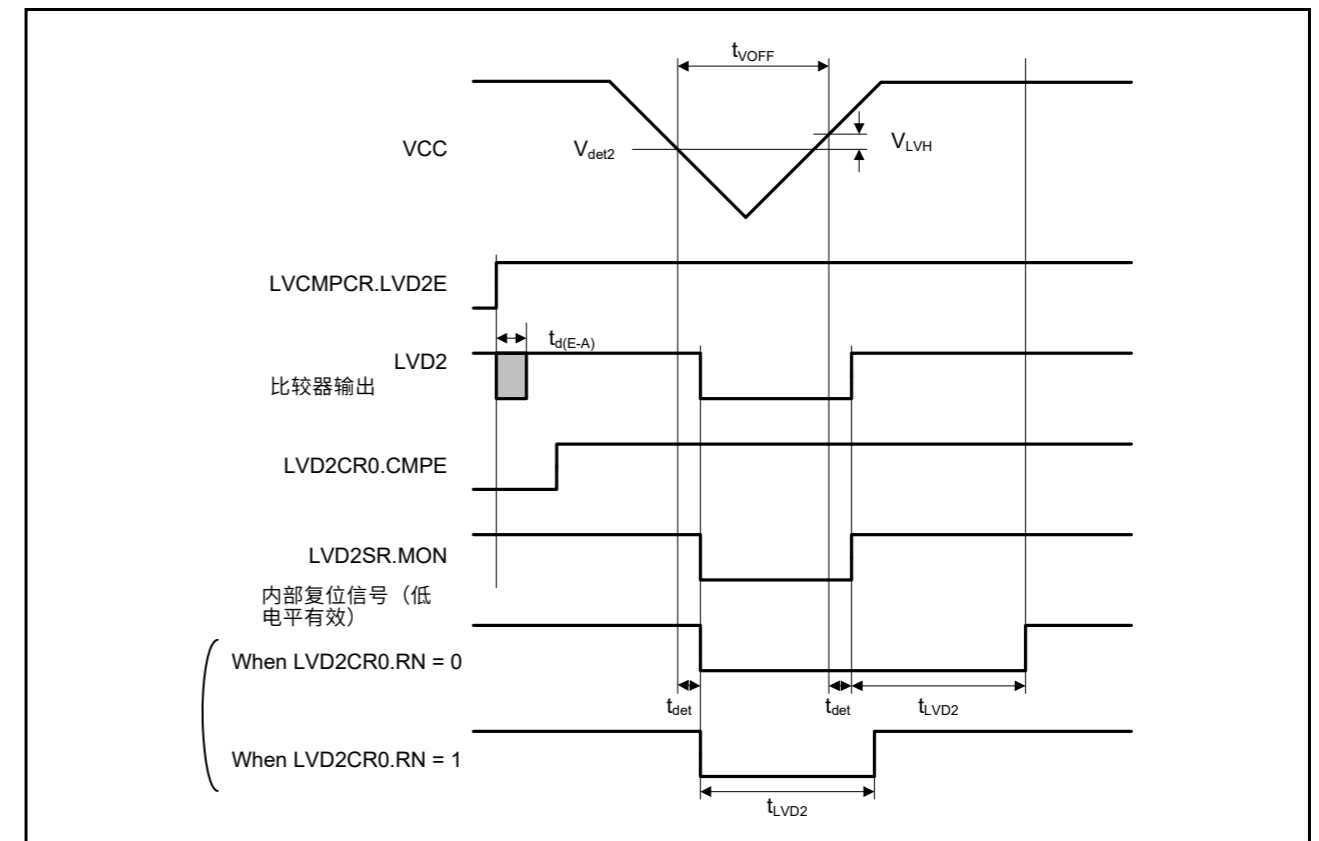 tVOFF
VCC
Vdet2
VLVH
LVCMPCR.LVD2E
td(E-A)
LVD2
比较器输出
LVD2CR0.CMPE
LVD2SR.MON
内部复位信号（低
电平有效）
When LVD2CR0.RN = 0
tdet
tdet
tLVD2
When LVD2CR0.RN = 1
tLVD2